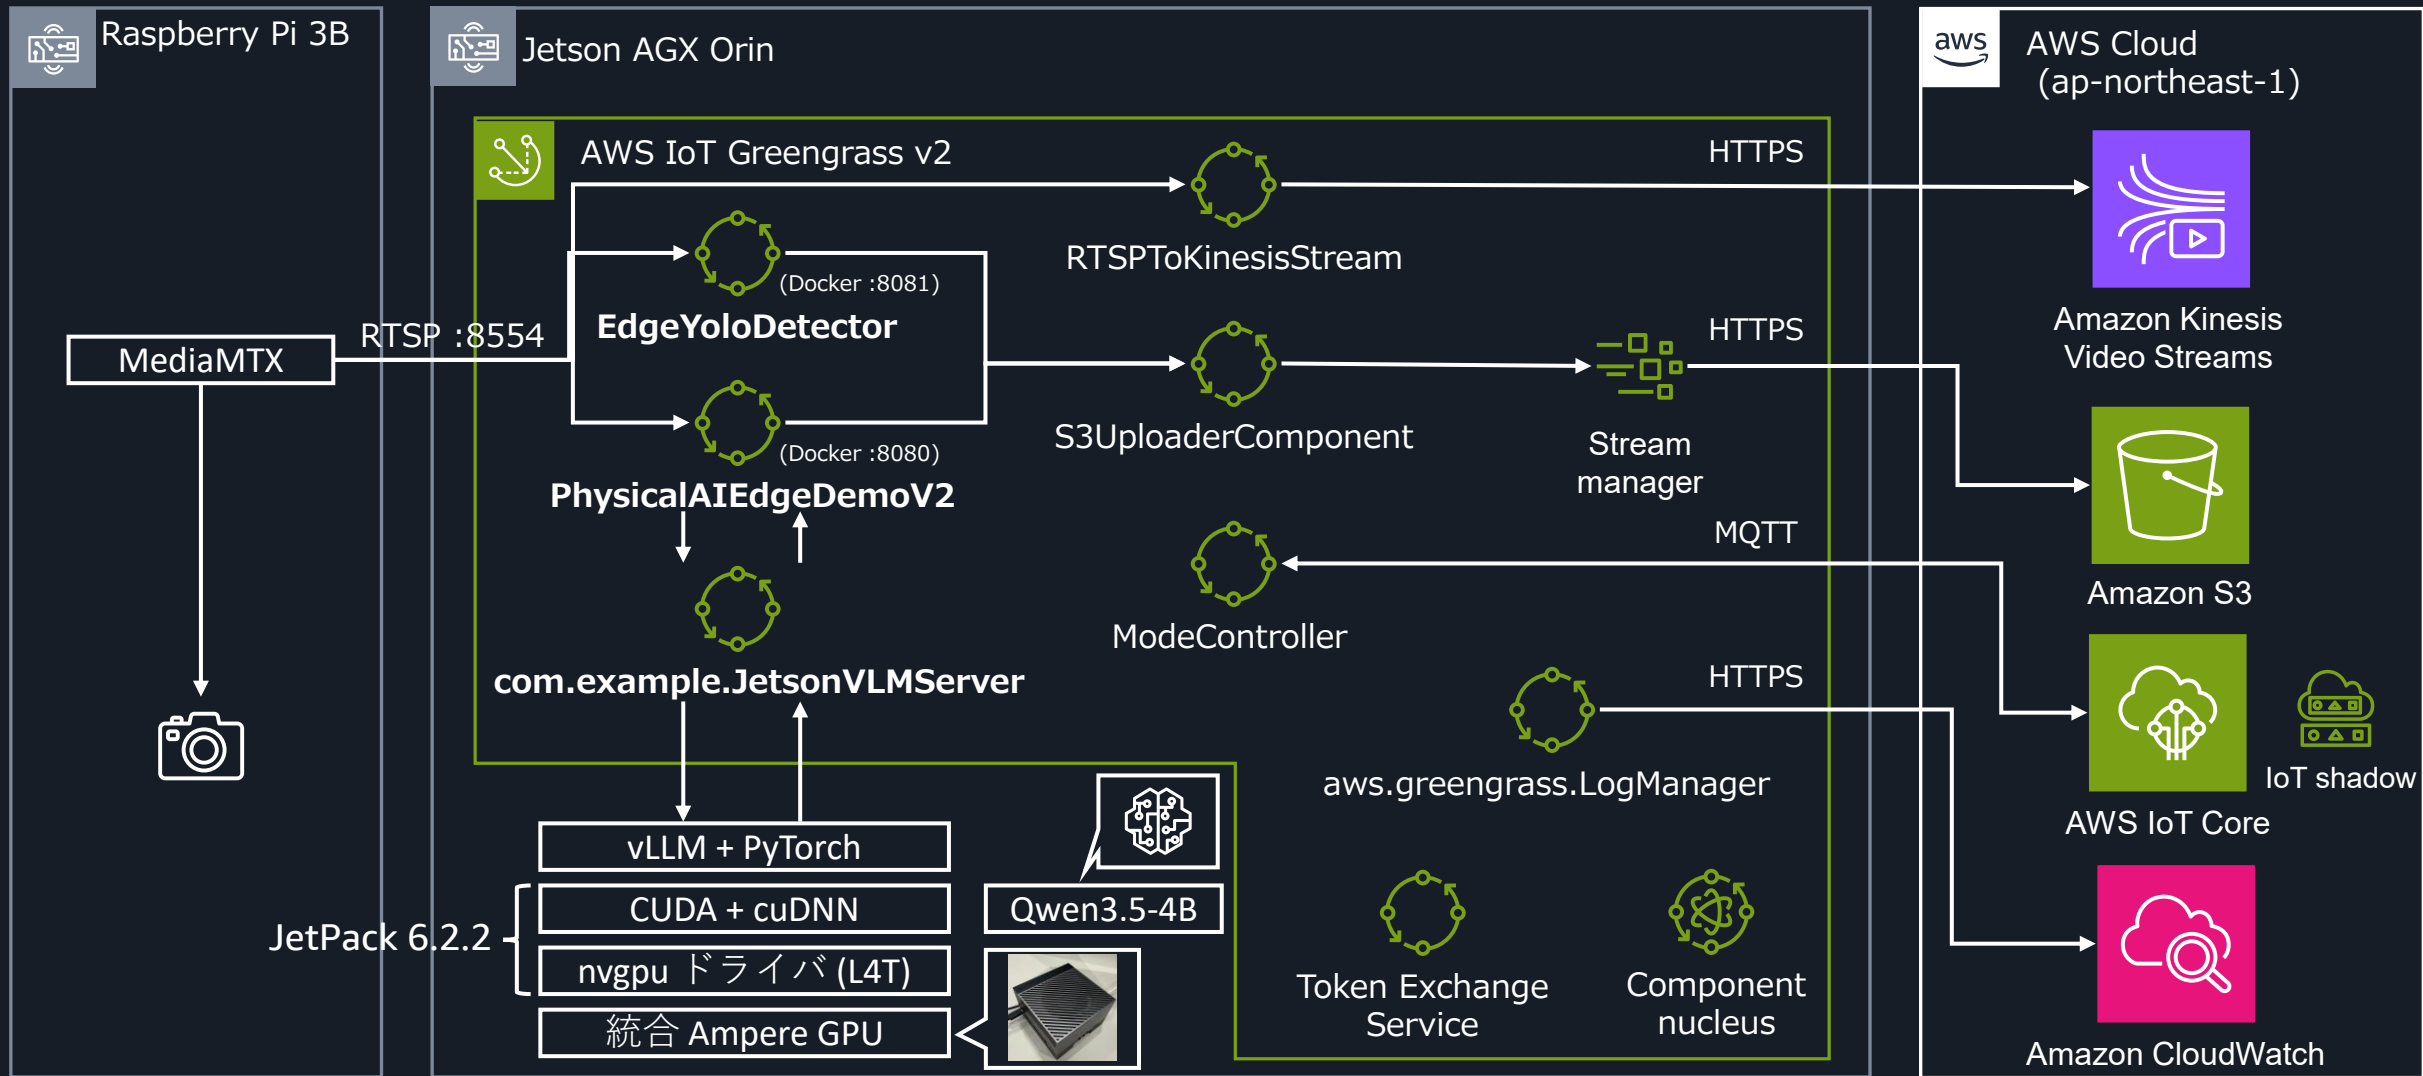 Raspberry Pi 3B
MediaMTX
RTSP :8554
Jetson AGX Orin
AWS IoT Greengrass v2
(Docker :8081)
EdgeYoloDetector
(Docker :8080)
PhysicalAIEdgeDemoV2
com.example.JetsonVLMServer
RTSPToKinesisStream
S3UploaderComponent
Stream
manager
ModeController
aws.greengrass.LogManager
Token Exchange
Service
Component
nucleus
HTTPS
HTTPS
MQTT
HTTPS
vLLM + PyTorch
JetPack 6.2.2
CUDA + cuDNN
nvgpu ドライバ (L4T)
統合 Ampere GPU
Qwen3.5-4B
aws
AWS Cloud
(ap-northeast-1)
Amazon Kinesis
Video Streams
Amazon S3
AWS IoT Core
IoT shadow
Amazon CloudWatch